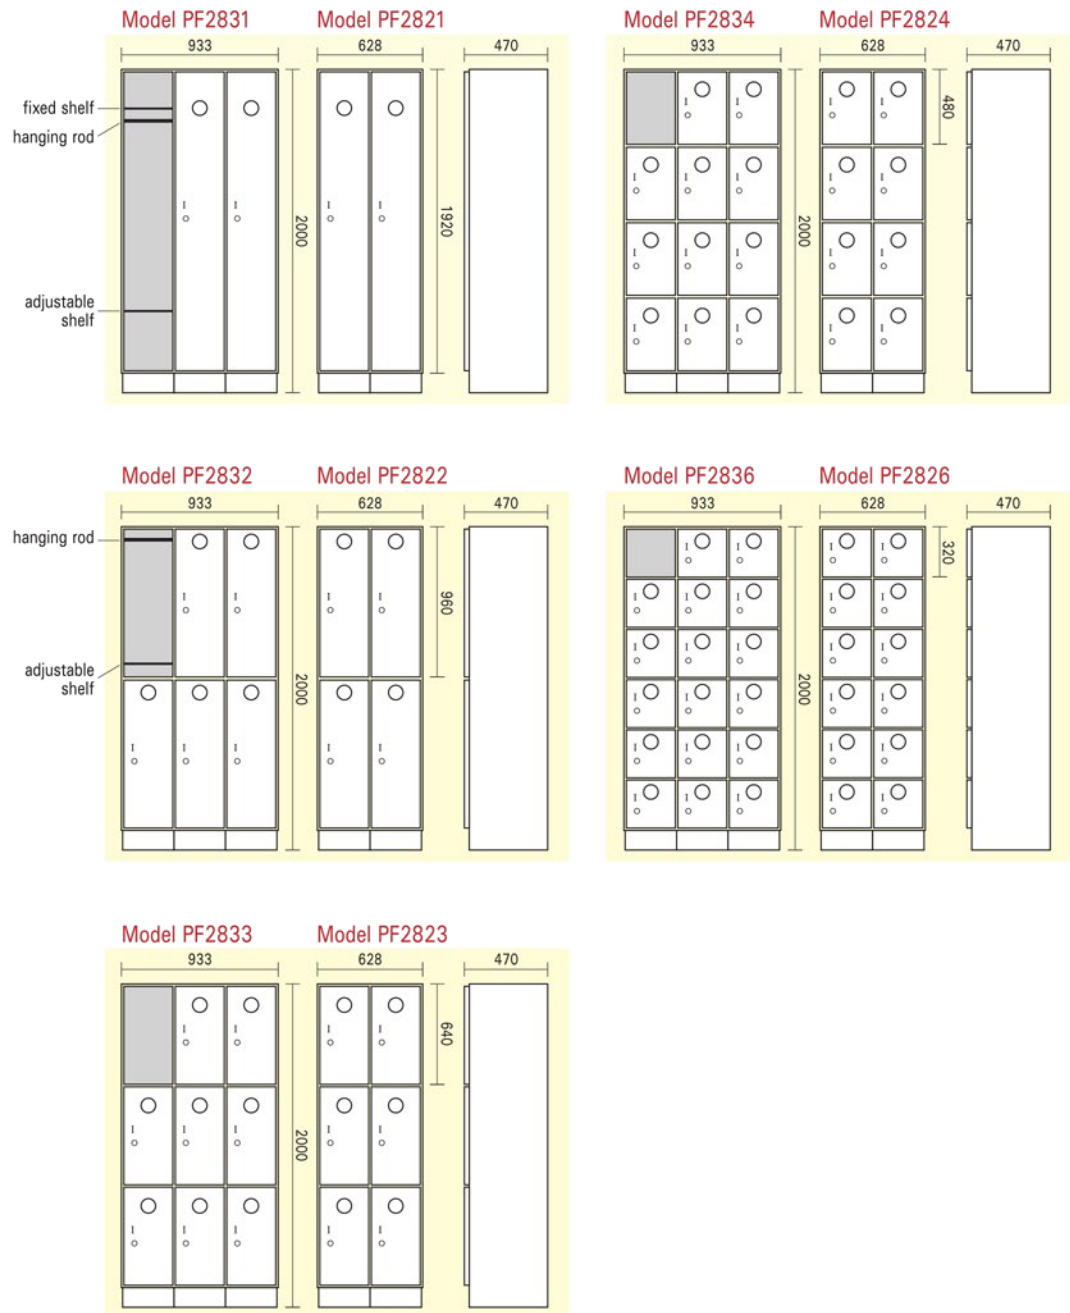 Model PF2831 Model PF2821
933 628 470
fixed shelf
hanging rod
adjustable
shelf
2000
1920
Model PF2834 Model PF2824
933 628 470
480
2000
Model PF2832 Model PF2822
933 628 470
hanging rod
adjustable
shelf
2000
960
Model PF2836 Model PF2826
933 628 470
320
2000
Model PF2833 Model PF2823
933 628 470
640
2000